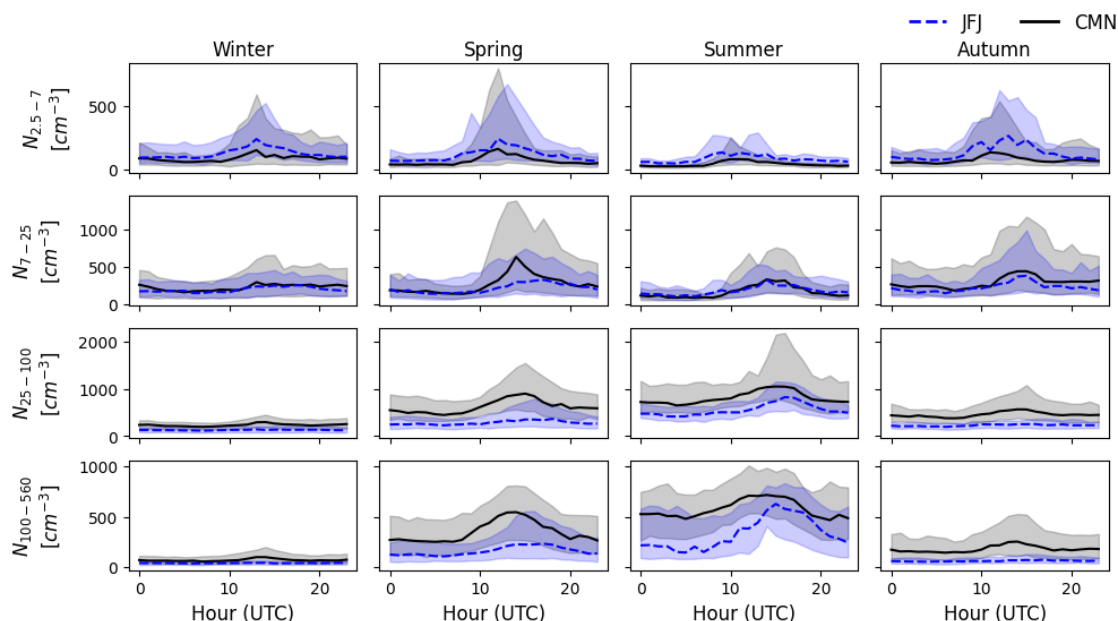 JFJ CMN
Winter Spring Summer Autumn
N2.5−7
[cm−3]
500
0
N7−25
[cm−3]
1000
500
0
N25−100
[cm−3]
2000
1000
0
N100−560
[cm−3]
1000
500
0
0 10 20 0 10 20 0 10 20 0 10 20
Hour (UTC) Hour (UTC) Hour (UTC) Hour (UTC)